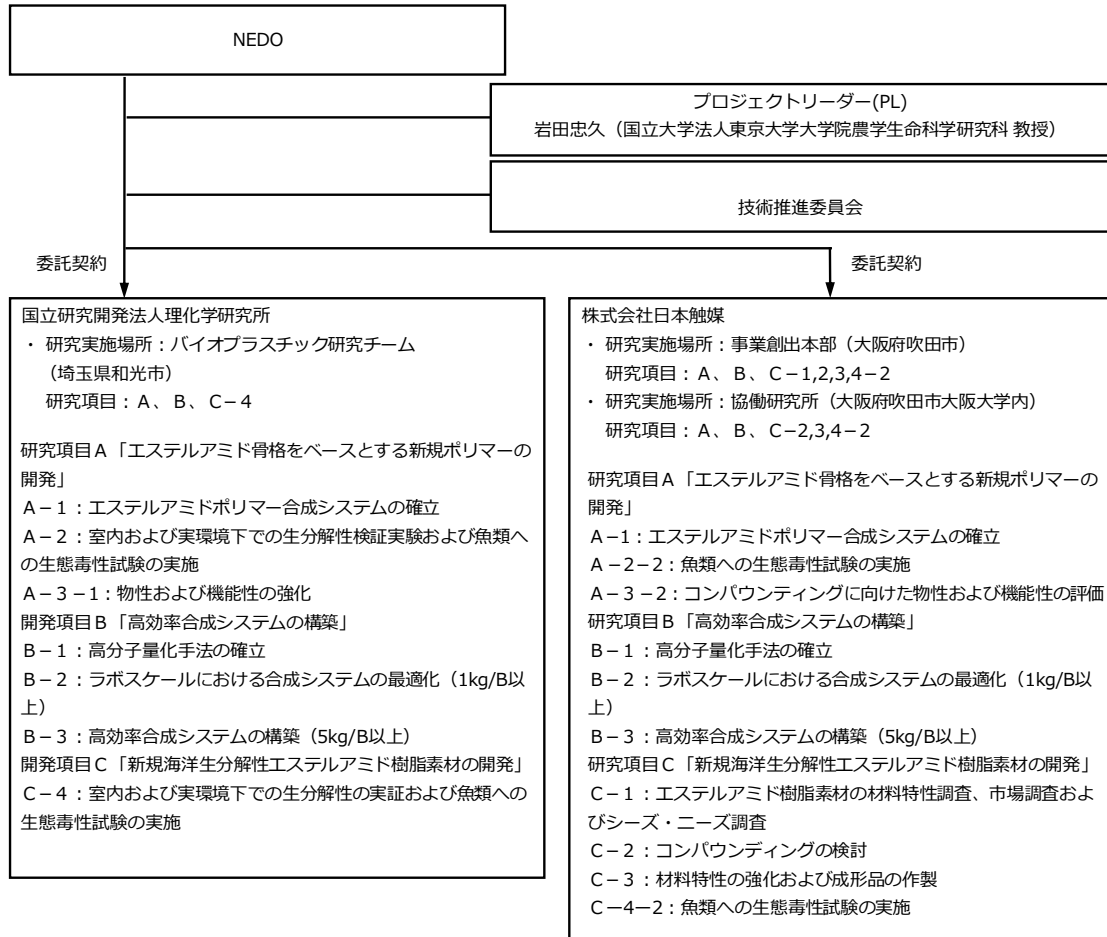 NEDO
プロジェクトリーダー(PL)
岩田忠久（国立大学法人東京大学大学院農学生命科学研究科 教授）
技術推進委員会
委託契約
委託契約
国立研究開発法人理化学研究所
・ 研究実施場所：バイオプラスチック研究チーム
（埼玉県和光市）
研究項目：Ａ、Ｂ、Ｃ－４
研究項目Ａ「エステルアミド骨格をベースとする新規ポリマーの
開発」
Ａ－１：エステルアミドポリマー合成システムの確立
Ａ－２：室内および実環境下での生分解性検証実験および魚類へ
の生態毒性試験の実施
Ａ－３－１：物性および機能性の強化
開発項目Ｂ「高効率合成システムの構築」
Ｂ－１：高分子量化手法の確立
Ｂ－２：ラボスケールにおける合成システムの最適化（1kg/B以
上）
Ｂ－３：高効率合成システムの構築（5kg/B以上）
開発項目Ｃ「新規海洋生分解性エステルアミド樹脂素材の開発」
Ｃ－４：室内および実環境下での生分解性の実証および魚類への
生態毒性試験の実施
株式会社日本触媒
・ 研究実施場所：事業創出本部（大阪府吹田市）
研究項目：Ａ、Ｂ、Ｃ－1,2,3,4－2
・ 研究実施場所：協働研究所（大阪府吹田市大阪大学内）
研究項目：Ａ、Ｂ、Ｃ－2,3,4－2
研究項目Ａ「エステルアミド骨格をベースとする新規ポリマーの
開発」
Ａ－1：エステルアミドポリマー合成システムの確立
Ａ－２－２：魚類への生態毒性試験の実施
Ａ－３－２：コンパウンディングに向けた物性および機能性の評価
研究項目Ｂ「高効率合成システムの構築」
Ｂ－１：高分子量化手法の確立
Ｂ－２：ラボスケールにおける合成システムの最適化（1kg/B以
上）
Ｂ－３：高効率合成システムの構築（5kg/B以上）
研究項目Ｃ「新規海洋生分解性エステルアミド樹脂素材の開発」
Ｃ－１：エステルアミド樹脂素材の材料特性調査、市場調査およ
びシーズ・ニーズ調査
Ｃ－２：コンパウンディングの検討
Ｃ－３：材料特性の強化および成形品の作製
Ｃー4ー2：魚類への生態毒性試験の実施